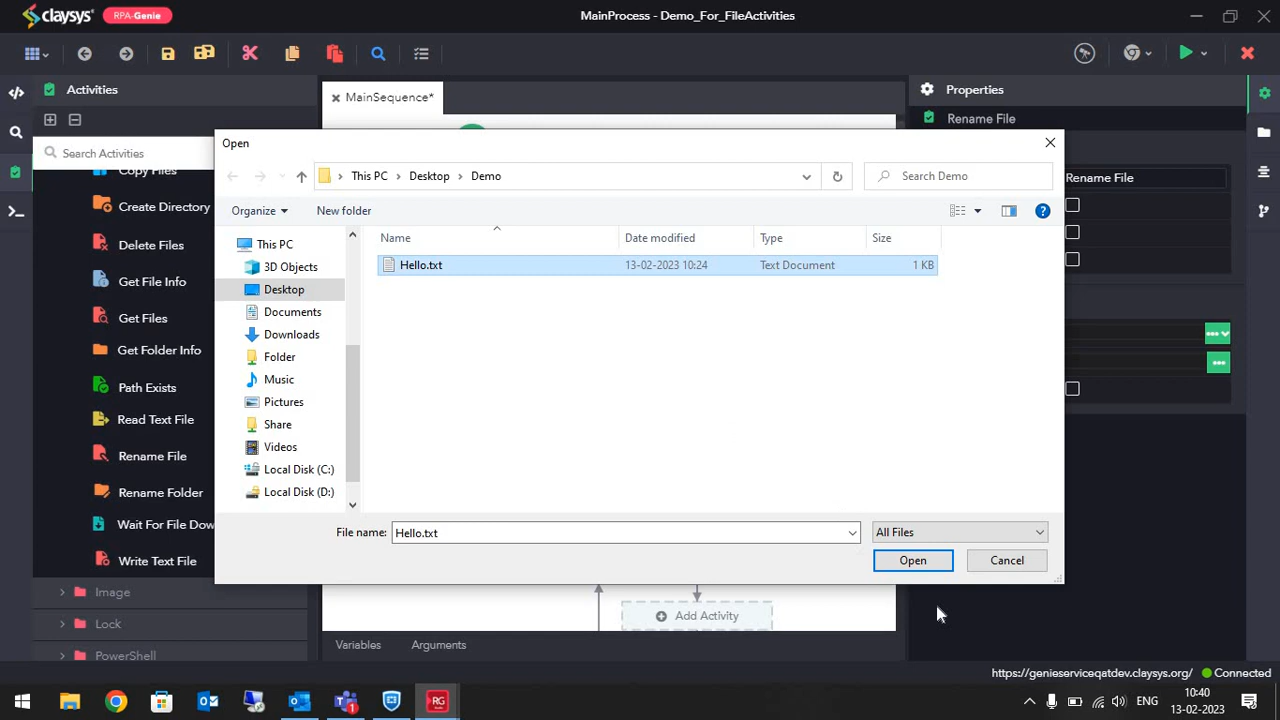 claysys RPA-Genie MainProcess - Demo_For_FileActivities
Activities
MainSequence*
Properties
Rename File
Search Activities
Rename File
Copy Files
Create Directory
Delete Files
Get File Info
Get Files
Get Folder Info
Path Exists
Read Text File
Rename File
Rename Folder
Wait For File Dow
Write Text File
Image
Lock
PowerShell
Open
This PC > Desktop > Demo
Search Demo
Organize New folder
Name Date modified Type Size
Hello.txt 13-02-2023 10:24 Text Document 1 KB
This PC
3D Objects
Desktop
Documents
Downloads
Folder
Music
Pictures
Share
Videos
Local Disk (C:)
Local Disk (D:)
File name: Hello.txt All Files
Open Cancel
Add Activity
Variables Arguments
https://genieserviceqatdev.claysys.org/ Connected
RG
1
ENG 10:40
13-02-2023